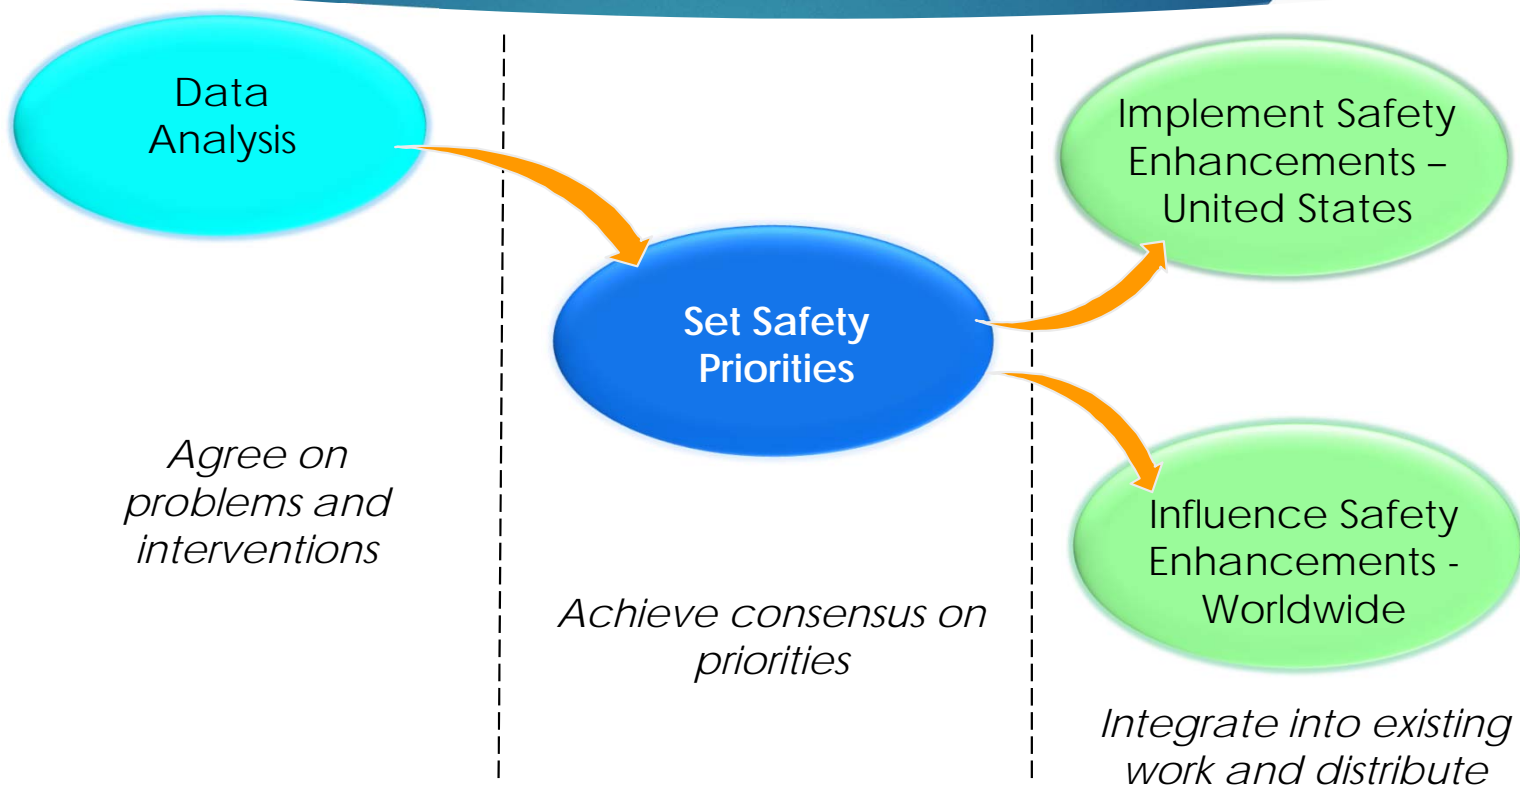 Data
Analysis
Agree on
problems and
interventions
Set Safety
Priorities
Achieve consensus on
priorities
Implement Safety
Enhancements –
United States
Influence Safety
Enhancements -
Worldwide
Integrate into existing
work and distribute